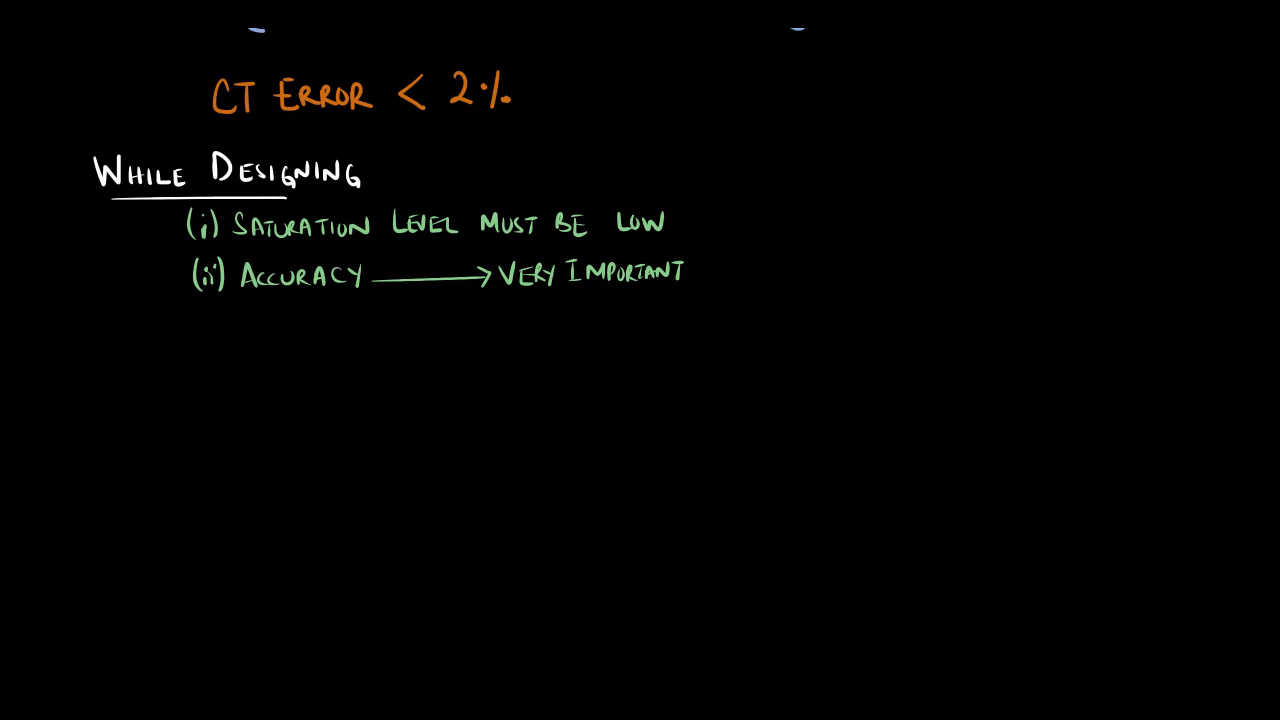 CT ERROR < 2%
WHILE DESIGNING
(i) SATURATION LEVEL MUST BE LOW
(ii) ACCURACY ⟶ VERY IMPORTANT